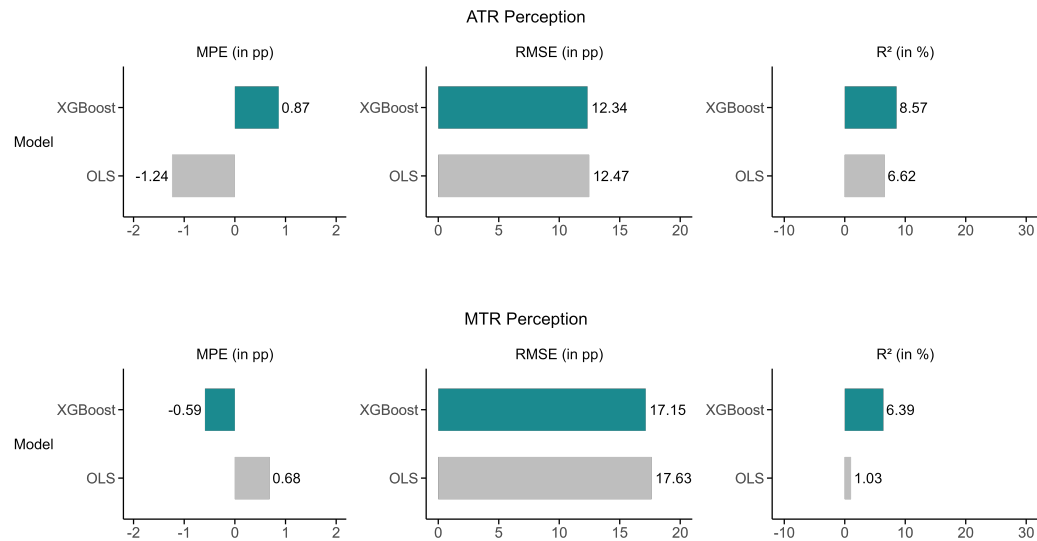 ATR Perception
MPE (in pp) RMSE (in pp) R² (in %)
XGBoost 0.87 XGBoost 12.34 XGBoost 8.57
Model
OLS -1.24 OLS 12.47 OLS 6.62
-2 -1 0 1 2 0 5 10 15 20 -10 0 10 20 30
MTR Perception
MPE (in pp) RMSE (in pp) R² (in %)
XGBoost -0.59 XGBoost 17.15 XGBoost 6.39
Model
OLS 0.68 OLS 17.63 OLS 1.03
-2 -1 0 1 2 0 5 10 15 20 -10 0 10 20 30